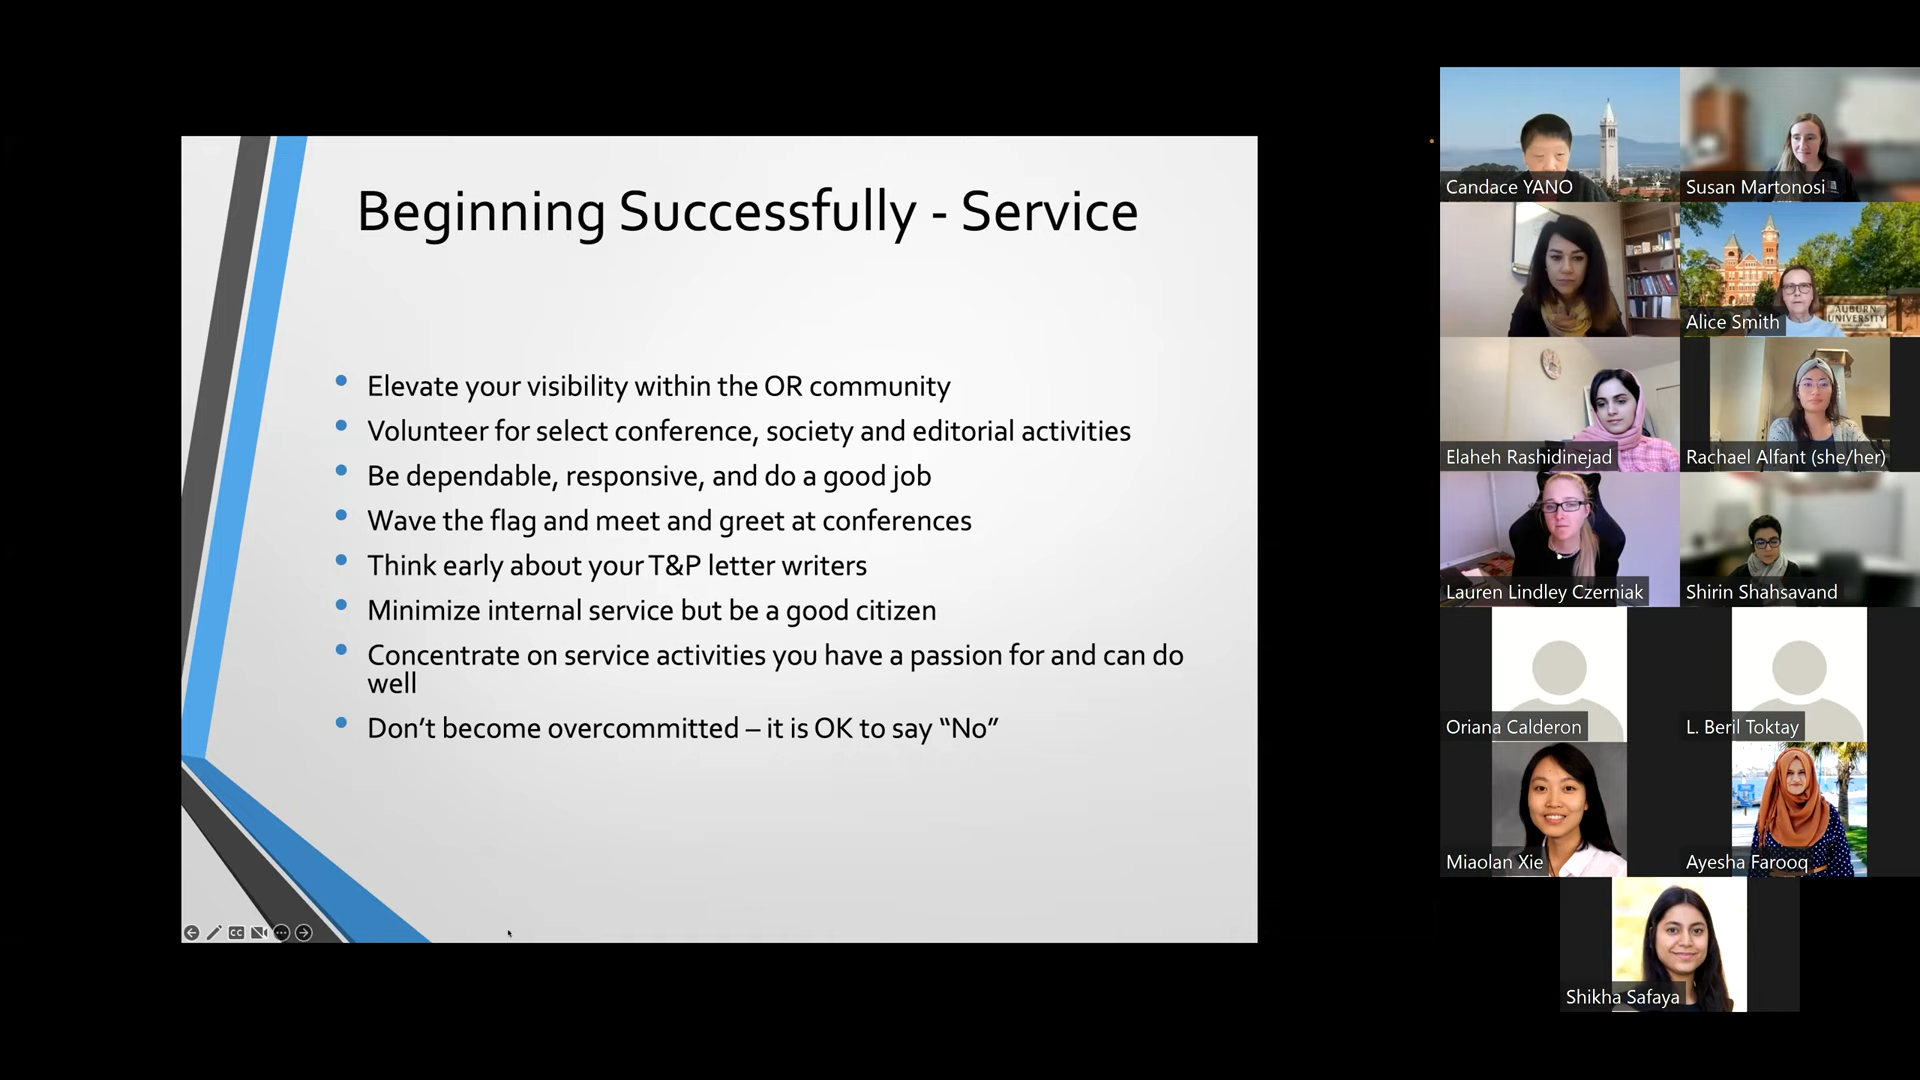 Beginning Successfully - Service
Elevate your visibility within the OR community
Volunteer for select conference, society and editorial activities
Be dependable, responsive, and do a good job
Wave the flag and meet and greet at conferences
Think early about your T&P letter writers
Minimize internal service but be a good citizen
Concentrate on service activities you have a passion for and can do
well
Don’t become overcommitted – it is OK to say “No”
CC
Candace YANO
Susan Martonosi
Alice Smith
AUBURN
UNIVERSITY
Elaheh Rashidinejad
Rachael Alfant (she/her)
Lauren Lindley Czerniak
Shirin Shahsavand
Oriana Calderon
L. Beril Toktay
Miaolan Xie
Ayesha Farooq
Shikha Safaya